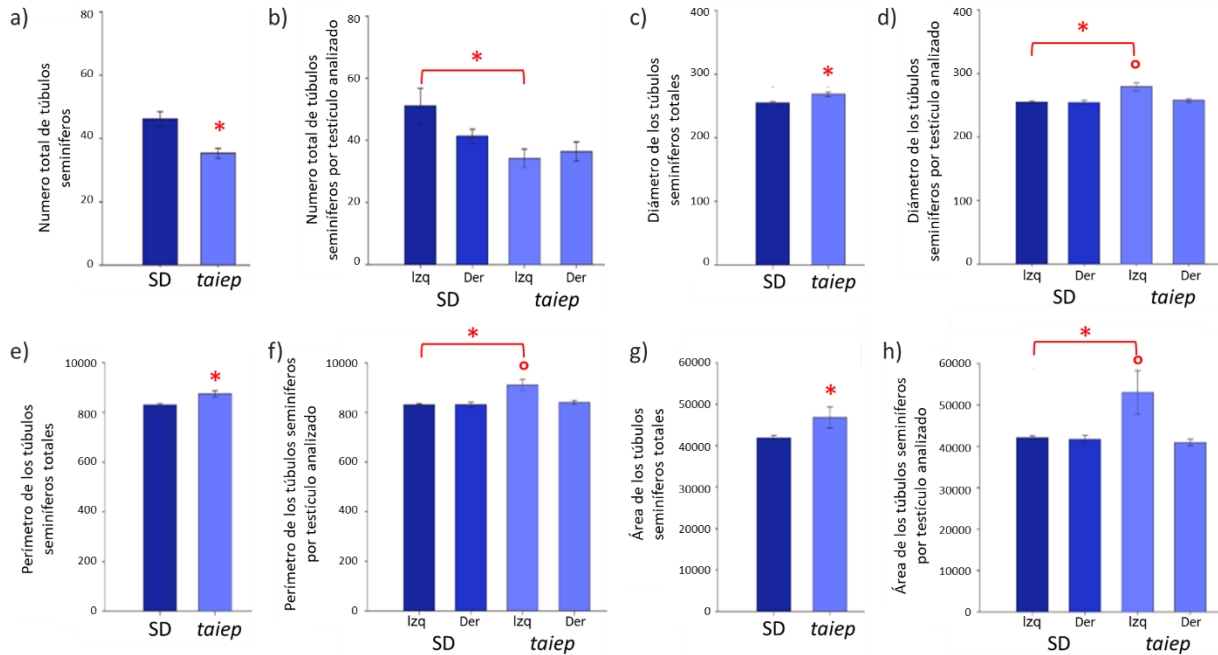 a)
Numero total de túbulos
seminíferos
80
60
40
20
0
*
SD
taiep
b)
Numero total de túbulos
seminíferos por testículo analizado
80
60
40
20
0
*
Izq
Der
Izq
Der
SD
taiep
c)
Diámetro de los túbulos
seminíferos totales
400
300
200
100
0
*
SD
taiep
d)
Diámetro de los túbulos
seminíferos por testículo analizado
400
300
200
100
0
*
Izq
Der
Izq
Der
SD
taiep
e)
Perímetro de los túbulos
seminíferos totales
10000
800
600
400
200
0
*
SD
taiep
f)
Perímetro de los túbulos seminíferos
por testículo analizado
10000
800
600
400
200
0
*
Izq
Der
Izq
Der
SD
taiep
g)
Área de los túbulos
seminíferos totales
60000
50000
40000
30000
20000
10000
0
*
SD
taiep
h)
Área de los túbulos seminíferos
por testículo analizado
60000
50000
40000
30000
20000
10000
0
*
Izq
Der
Izq
Der
SD
taiep